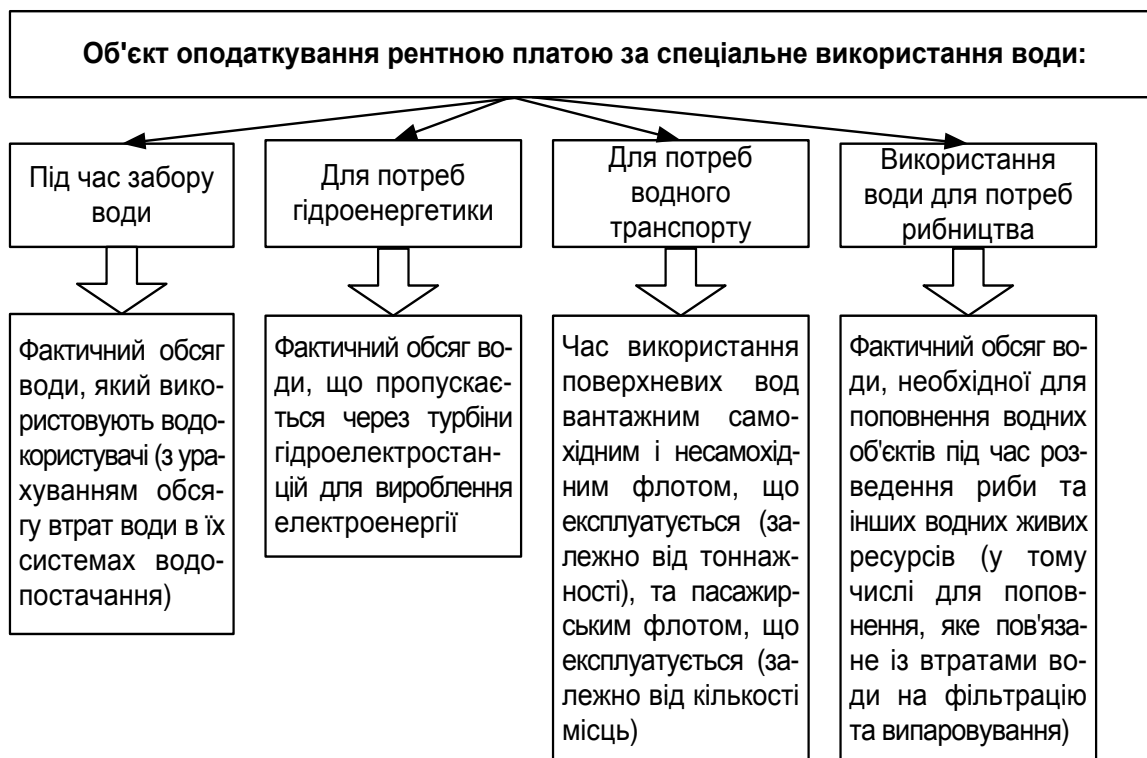 Об'єкт оподаткування рентною платою за спеціальне використання води:
Під час забору
води
Для потреб
гідроенергетики
Для потреб
водного
транспорту
Використання
води для потреб
рибництва
Фактичний обсяг
води, який вико-
ристовують водо-
користувачі (з ура-
хуванням обся-
гу втрат води в їх
системах водо-
постачання)
Фактичний обсяг во-
ди, що пропускаєть-
ся через турбіни
гідроелектростан-
цій для вироблення
електроенергії
Час використання
поверхневих вод
вантажним само-
хідним і несамохід-
ним флотом, що
експлуатується (за-
лежно від тоннаж-
ності), та пасажир-
ським флотом, що
експлуатується (за-
лежно від кількості
місць)
Фактичний обсяг во-
ди, необхідної для
поповнення водних
об'єктів під час роз-
ведення риби та
інших водних живих
ресурсів (у тому
числі для попов-
нення, яке пов'яза-
не із втратами во-
ди на фільтрацію
та випаровування)